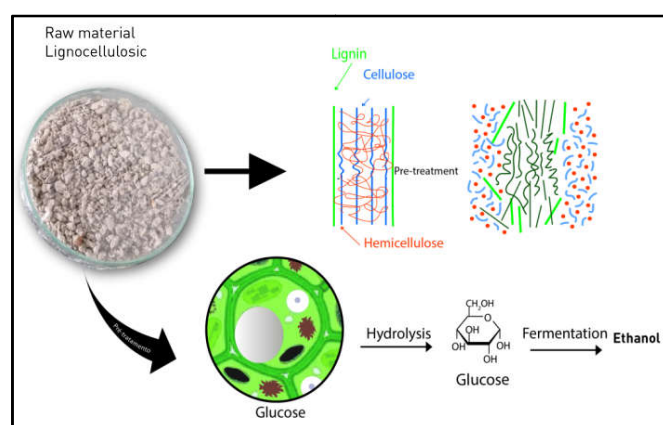 Raw material
Lignocellulosic
Lignin
Cellulose
Pre-treatment
Hemicellulose
Pre-tratamento
Glucose
Hydrolysis
CH2OH
O
OH
OH
OH
OH
Glucose
Fermentation
Ethanol